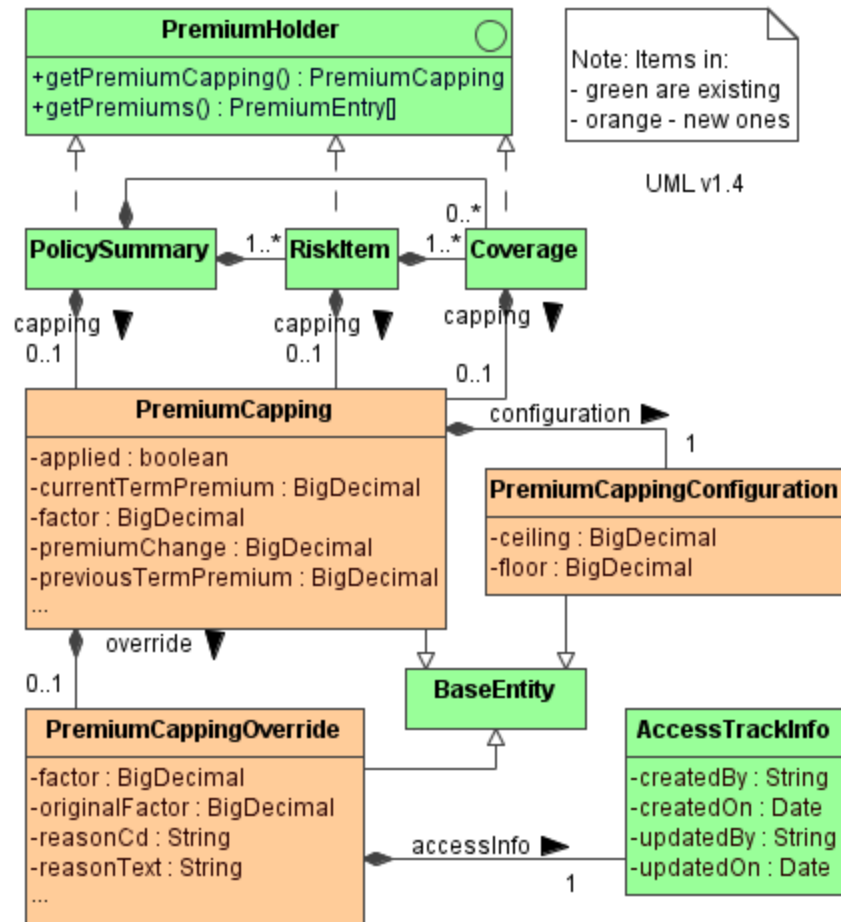 PremiumHolder
+getPremiumCapping() : PremiumCapping
+getPremiums() : PremiumEntry[]
Note: Items in:
- green are existing
- orange - new ones
UML v1.4
0..*
PolicySummary
1..*
RiskItem
1..*
Coverage
capping
0..1
capping
0..1
capping
0..1
PremiumCapping
-applied : boolean
-currentTermPremium : BigDecimal
-factor : BigDecimal
-premiumChange : BigDecimal
-previousTermPremium : BigDecimal
...
configuration
1
PremiumCappingConfiguration
-ceiling : BigDecimal
-floor : BigDecimal
override
0..1
BaseEntity
PremiumCappingOverride
-factor : BigDecimal
-originalFactor : BigDecimal
-reasonCd : String
-reasonText : String
...
accessInfo
1
AccessTrackInfo
-createdBy : String
-createdOn : Date
-updatedBy : String
-updatedOn : Date